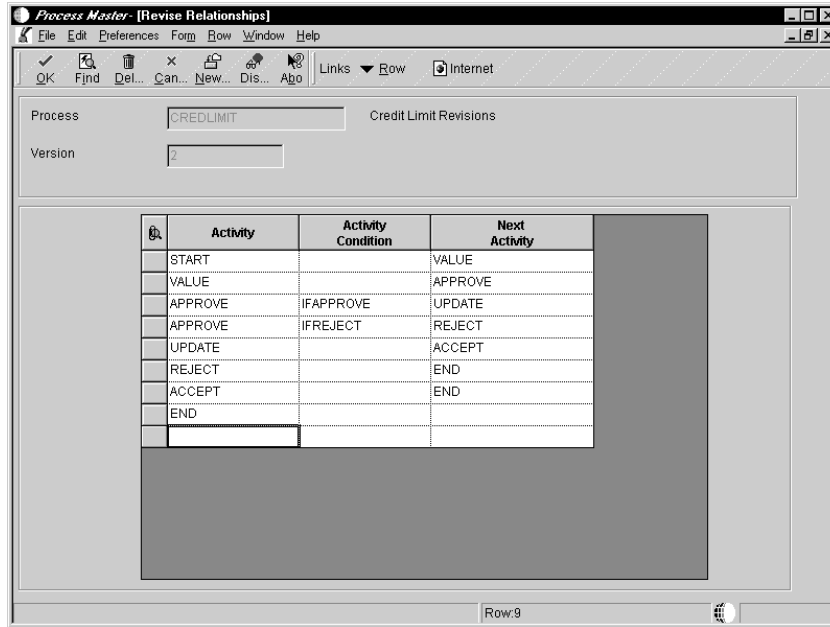 Process Master - [Revise Relationships]
File Edit Preferences Form Row Window Help
OK Find Del... Can... New... Dis... Abo Links Row Internet
Process CREDLIMIT Credit Limit Revisions
Version 2
Activity Activity Condition Next Activity
START VALUE
VALUE APPROVE
APPROVE IFAPPROVE UPDATE
APPROVE IFREJECT REJECT
UPDATE ACCEPT
REJECT END
ACCEPT END
END
Row:9